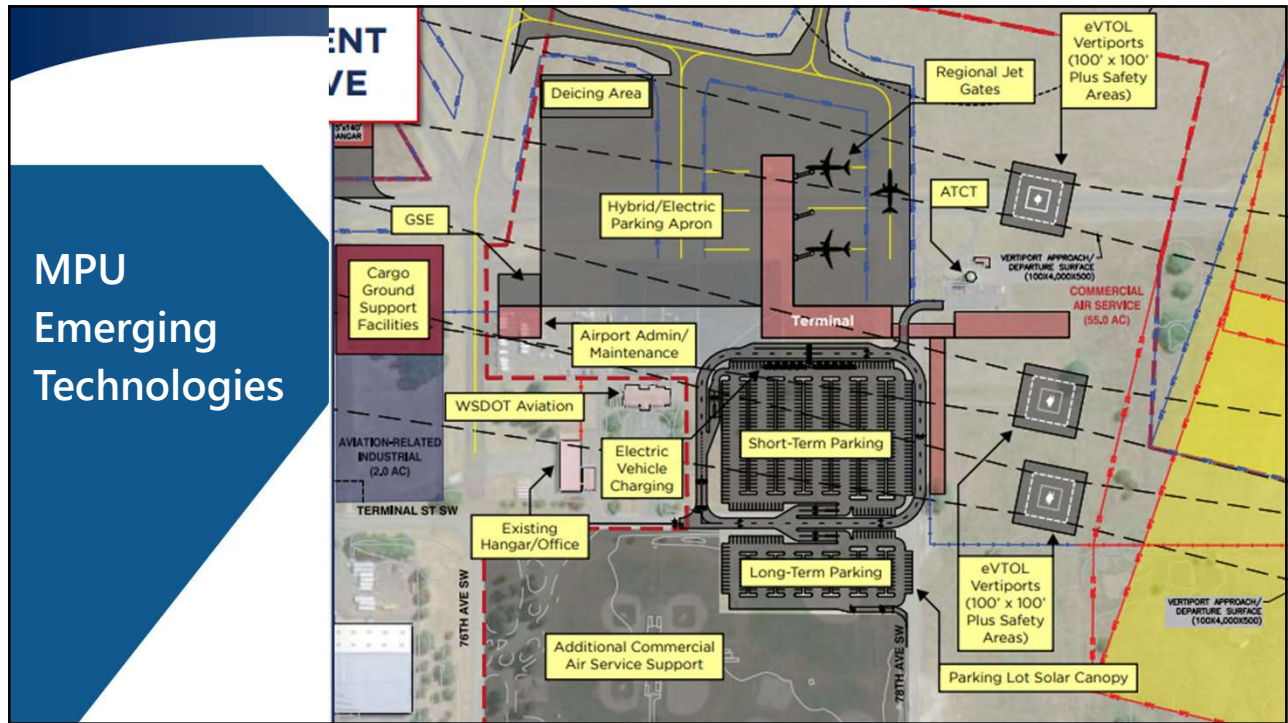 MPU
Emerging
Technologies
ENT
VE
Deicing Area
Regional Jet
Gates
eVTOL
Vertiports
(100' x 100'
Plus Safety
Areas)
5'x140'
ANGAR
GSE
Hybrid/Electric
Parking Apron
ATCT
VERTIPORT APPROACH/
DEPARTURE SURFACE
(100X4,000X500)
COMMERCIAL
AIR SERVICE
(55.0 AC)
Cargo
Ground
Support
Facilities
Terminal
Airport Admin/
Maintenance
WSDOT Aviation
AVIATION-RELATED
INDUSTRIAL
(2.0 AC)
Electric
Vehicle
Charging
Short-Term Parking
TERMINAL ST SW
Existing
Hangar/Office
Long-Term Parking
eVTOL
Vertiports
(100' x 100'
Plus Safety
Areas)
VERTIPORT APPROACH/
DEPARTURE SURFACE
(100X4,000X500)
76TH AVE SW
Additional Commercial
Air Service Support
78TH AVE SW
Parking Lot Solar Canopy